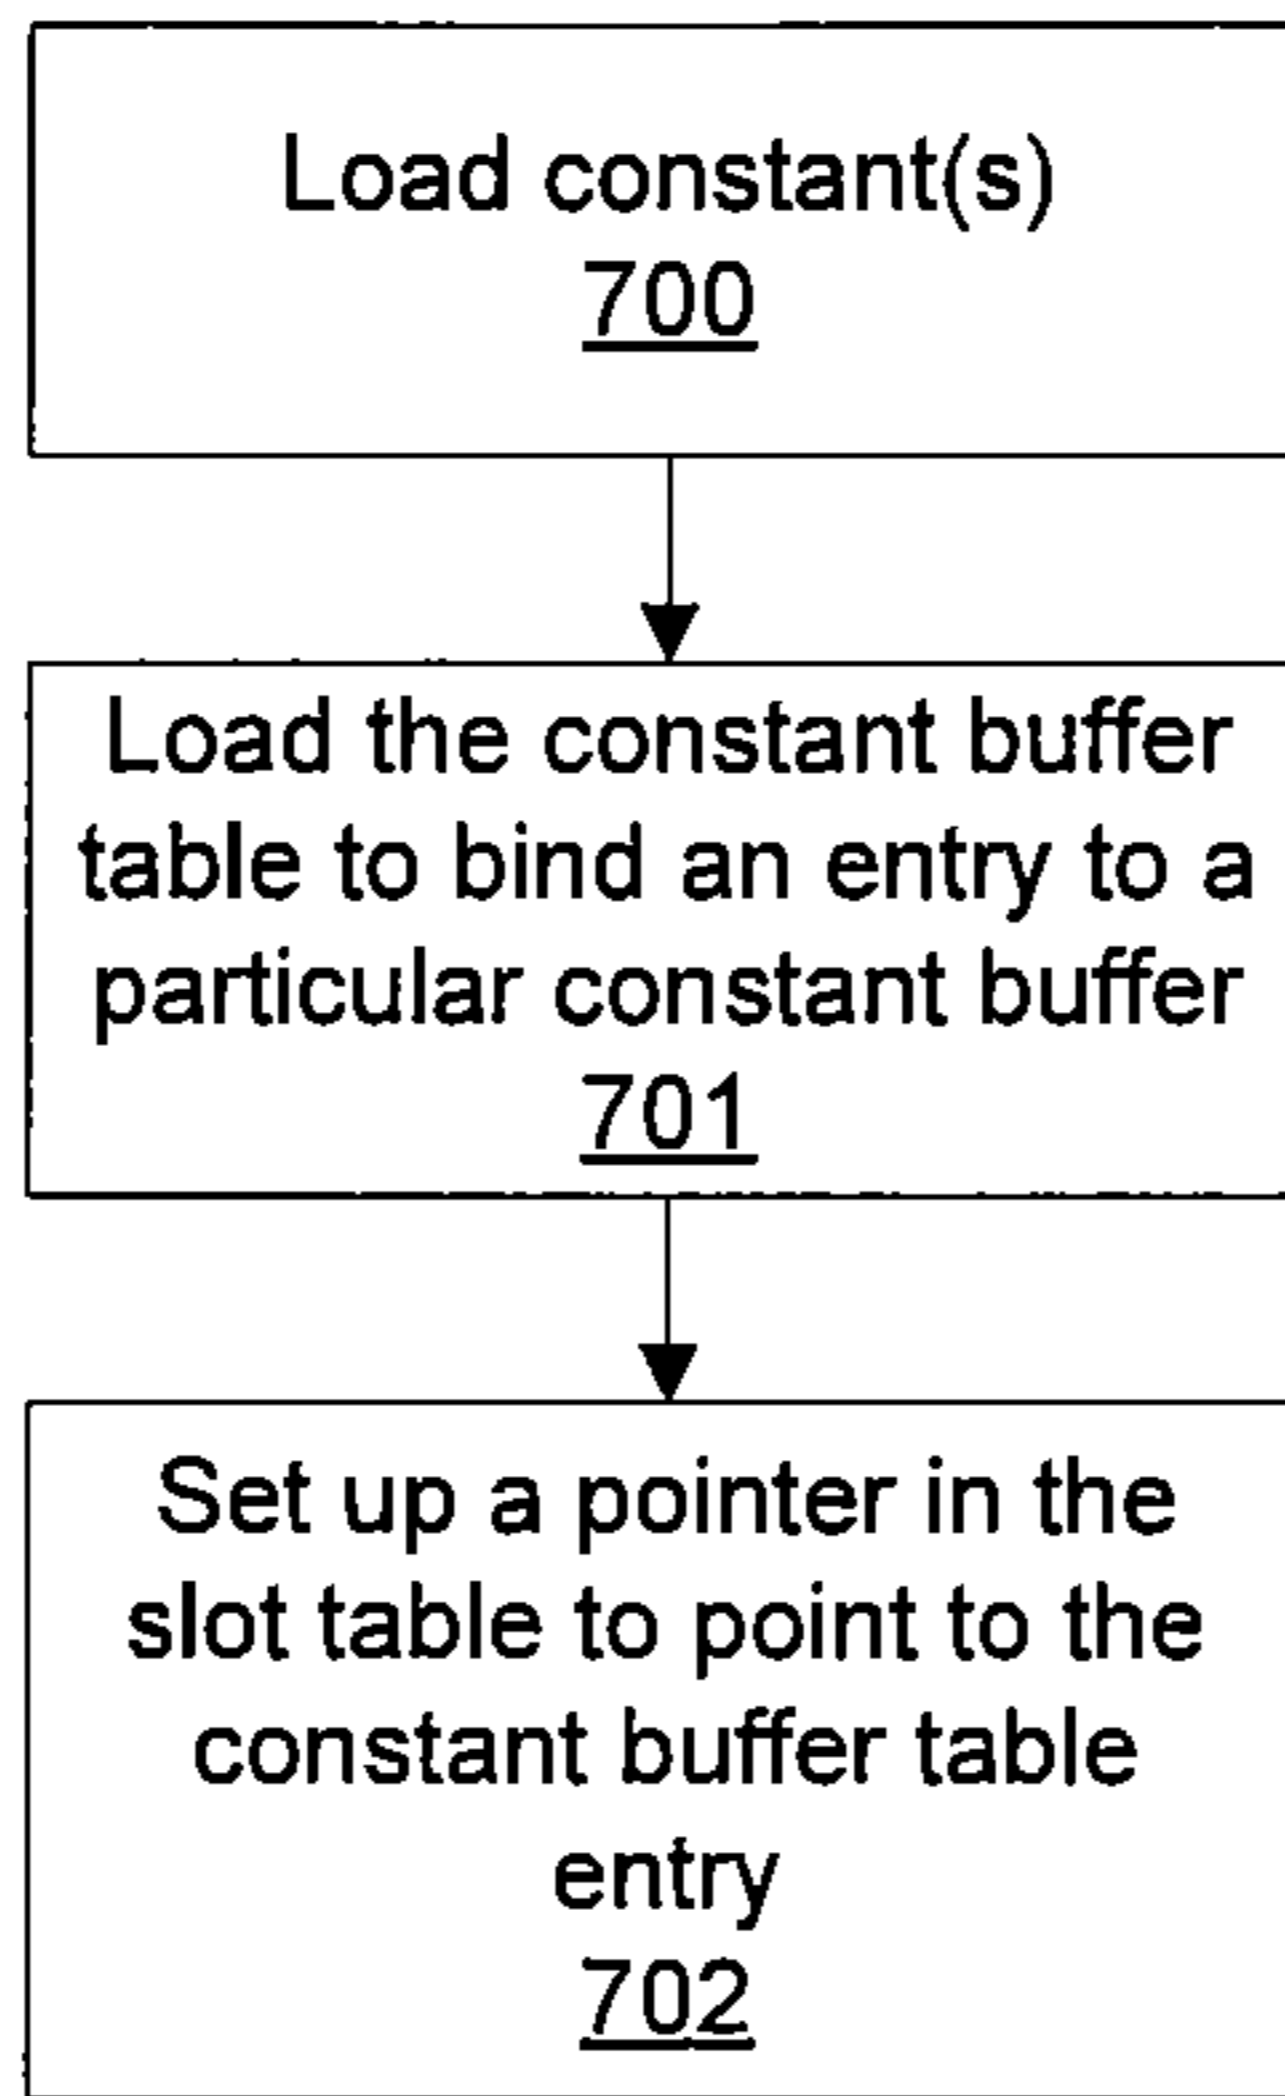 Load constant(s)
700
Load the constant buffer
table to bind an entry to a
particular constant buffer
701
Set up a pointer in the
slot table to point to the
constant buffer table
entry
702